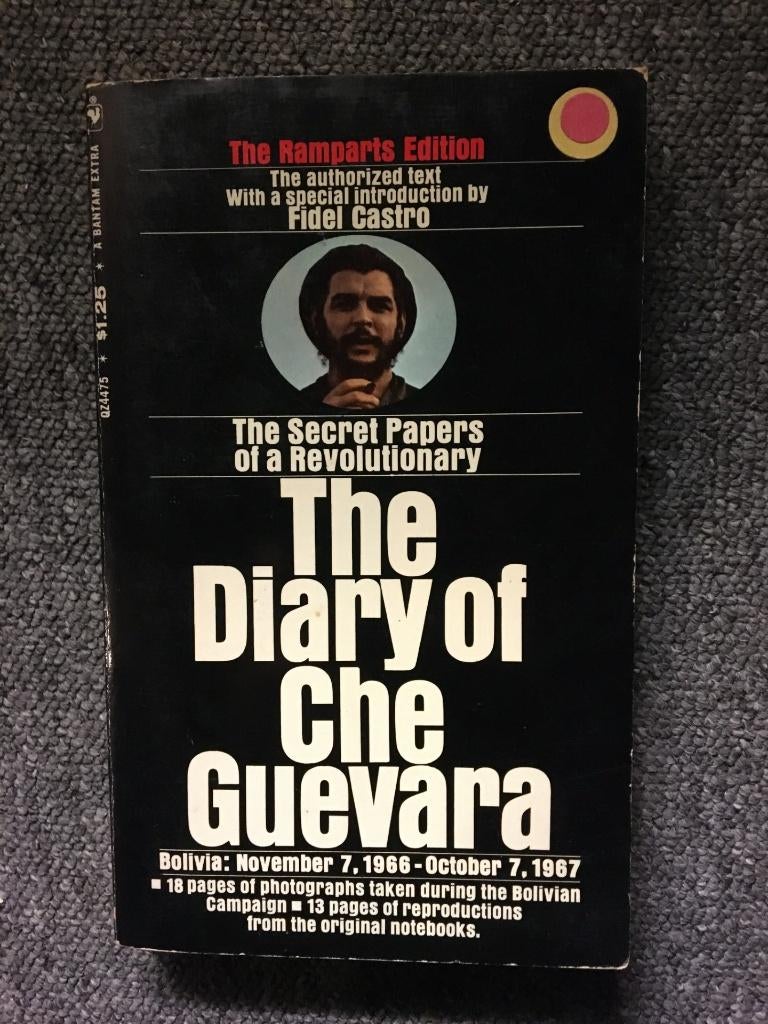 The Ramparts Edition
The authorized text
With a special introduction by
Fidel Castro
The Secret Papers
of a Revolutionary
The
Diary of
Che
Guevara
Bolivia: November 7, 1966-October 7, 1967
■ 18 pages of photographs taken during the Bolivian
Campaign ■ 13 pages of reproductions
from the original notebooks.
QZ4475 * $1.25 * A BANTAM EXTRA ®